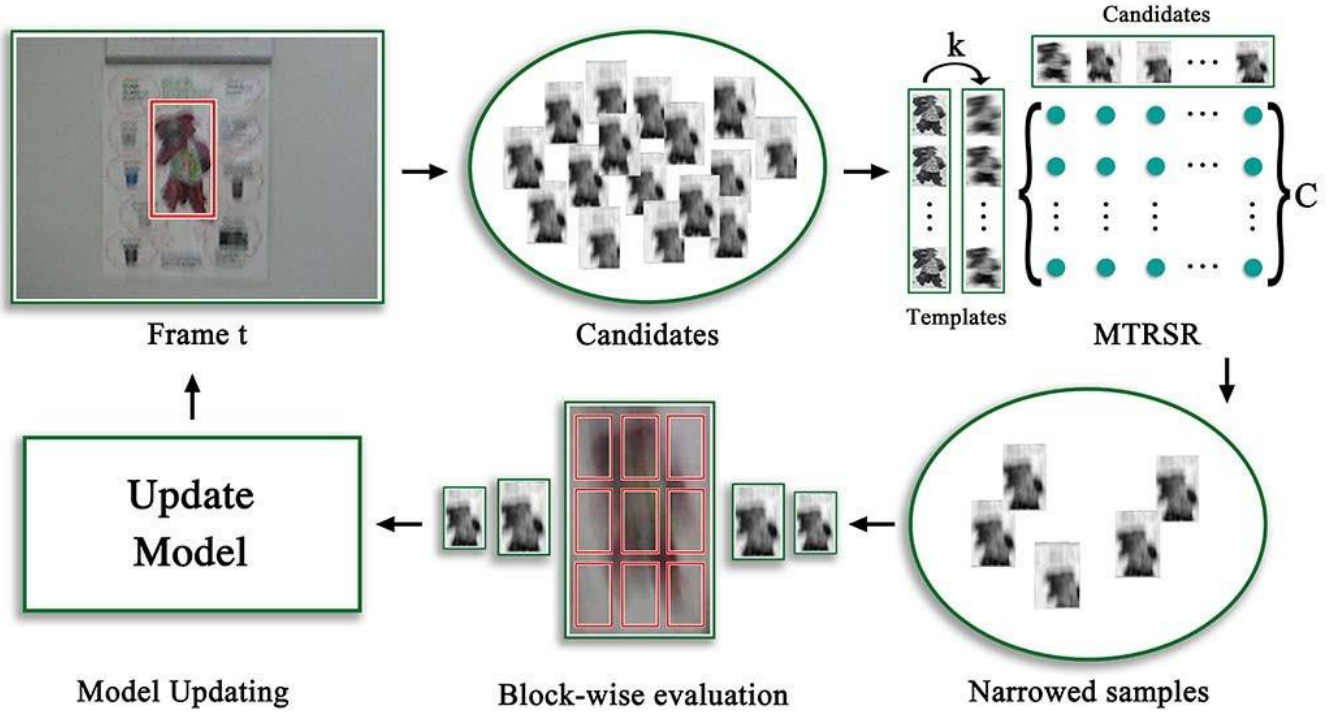 Candidates
k
C
Templates
Frame t
Candidates
MTRSR
Update
Model
Model Updating
Block-wise evaluation
Narrowed samples